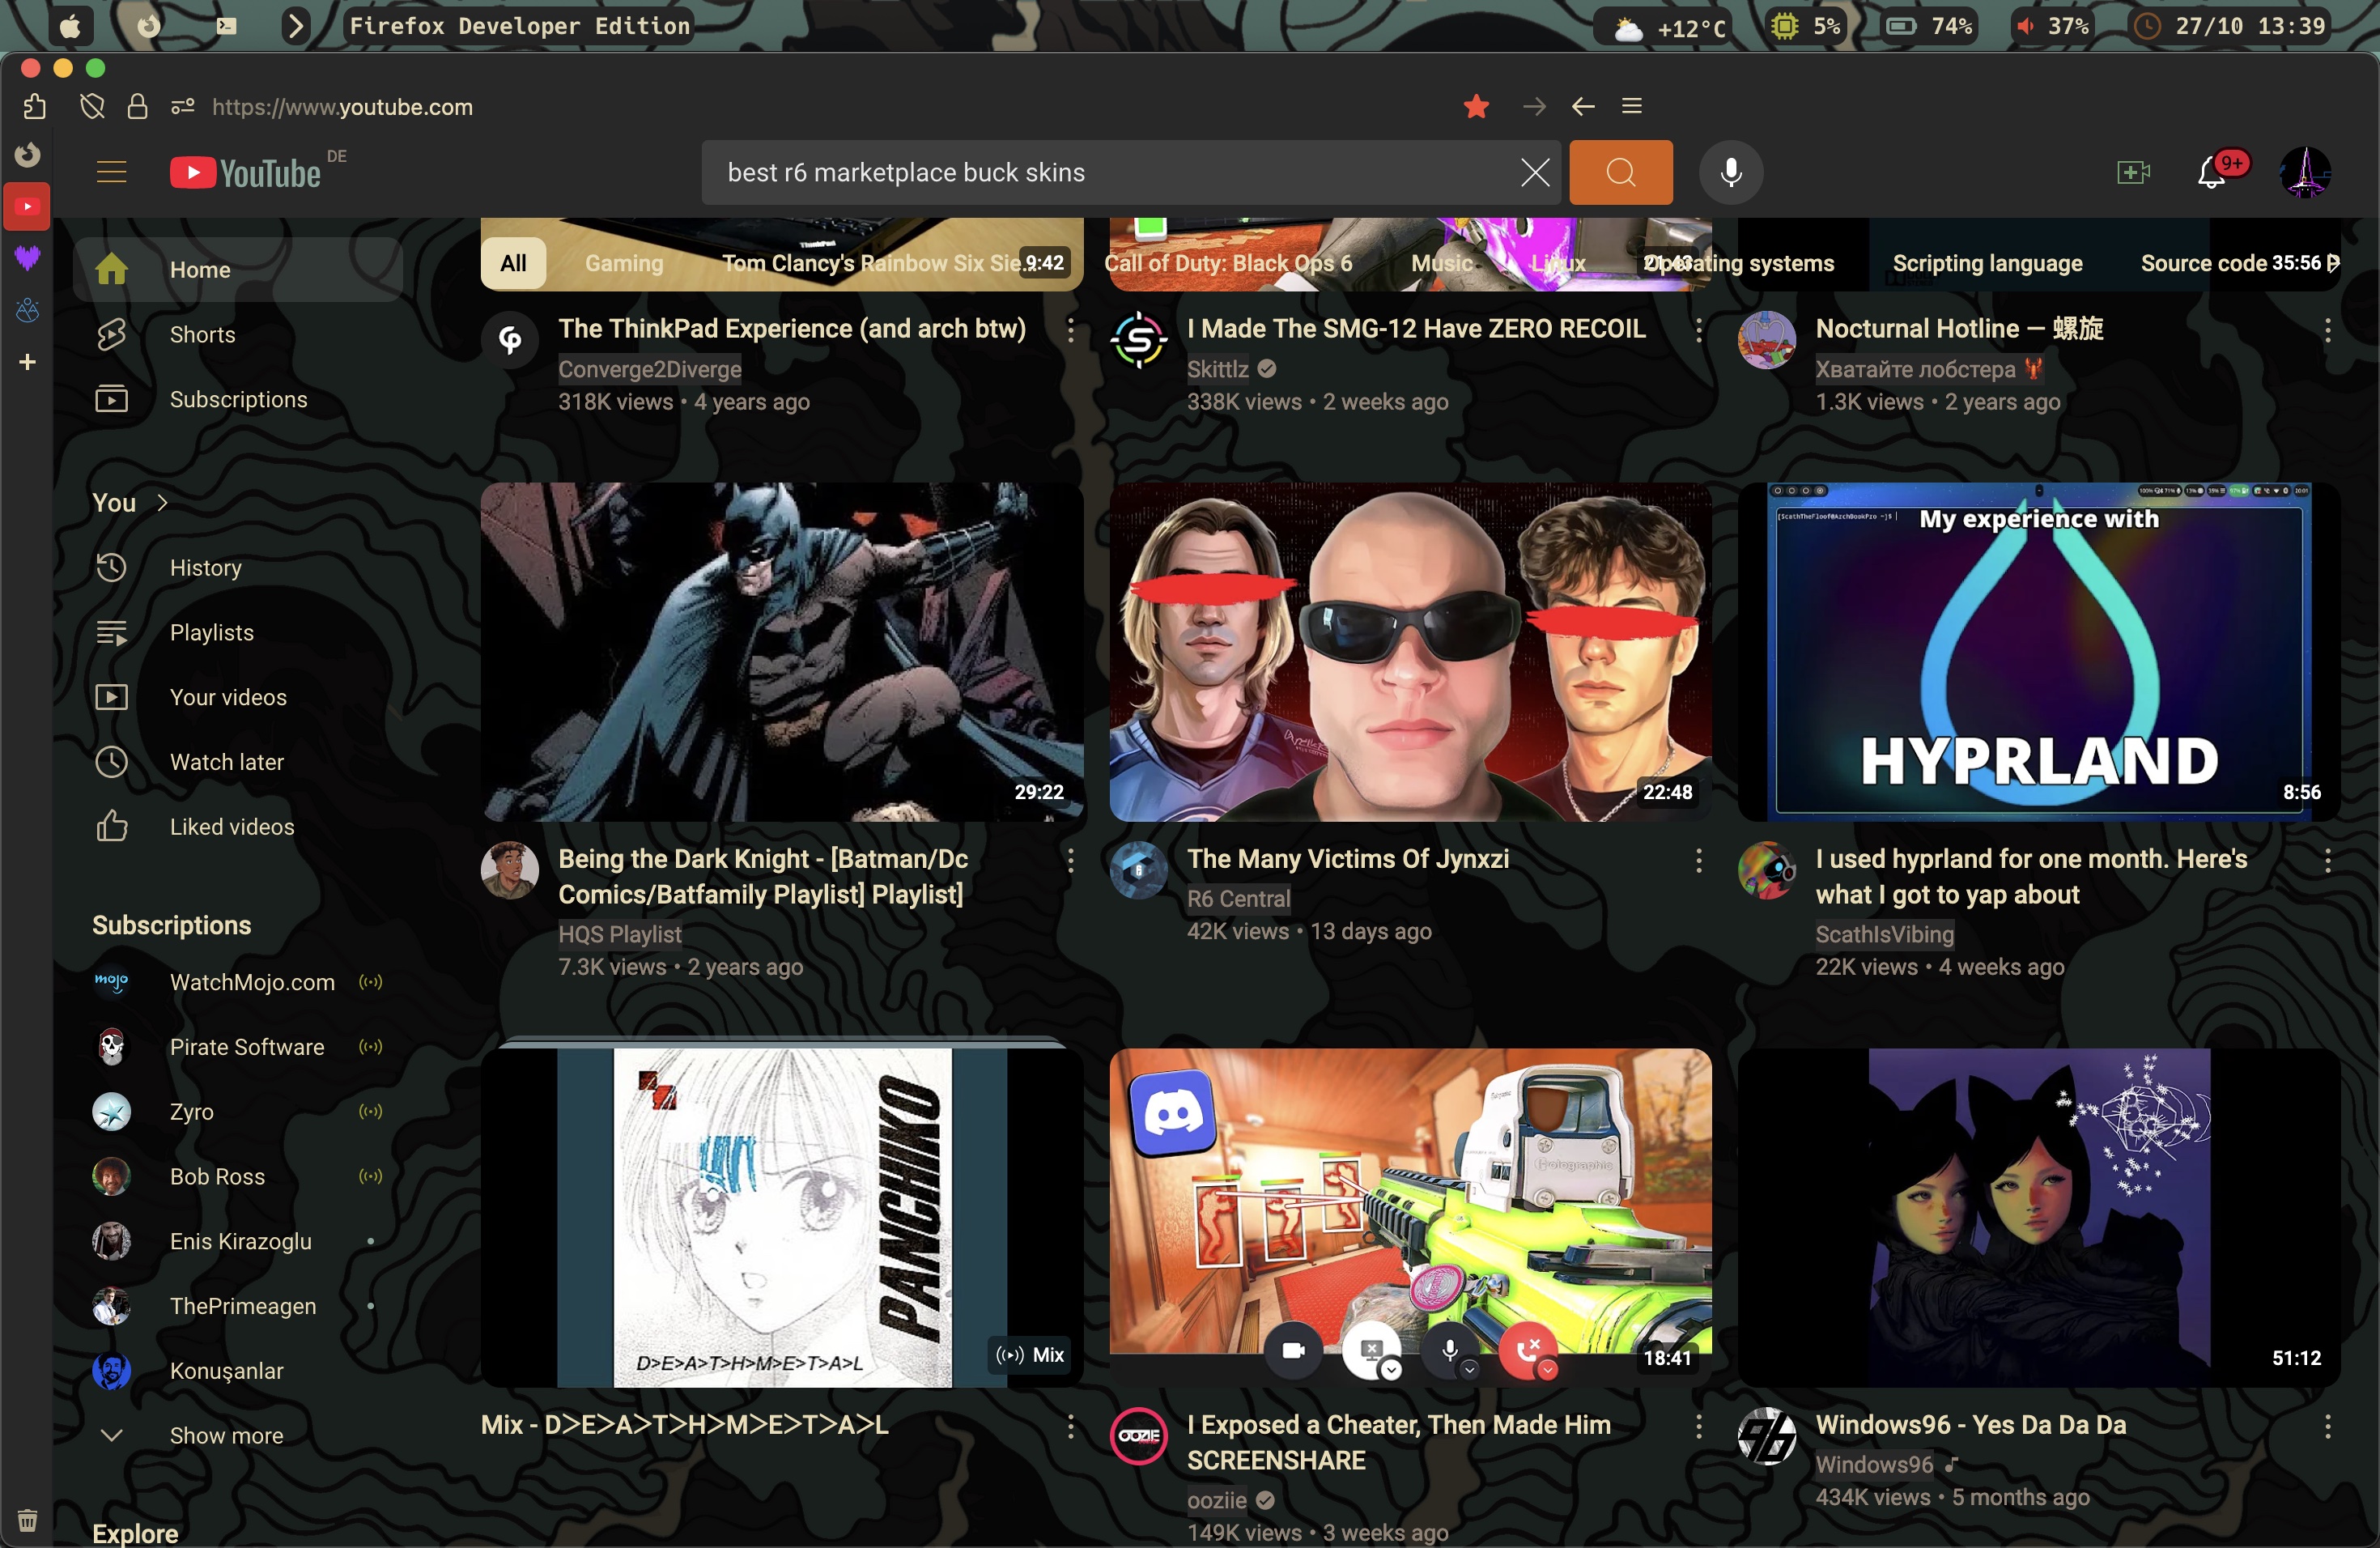 Firefox Developer Edition
+12°C
5%
74%
37%
27/10 13:39
https://www.youtube.com
YouTube
DE
best r6 marketplace buck skins
9+
Home
Shorts
Subscriptions
You
History
Playlists
Your videos
Watch later
Liked videos
Subscriptions
mojo
WatchMojo.com
Pirate Software
Zyro
Bob Ross
Enis Kirazoglu
ThePrimeagen
Konuşanlar
Show more
Explore
All
Gaming
Tom Clancy's Rainbow Six Sie...
Call of Duty: Black Ops 6
Music
Linux
Operating systems
Scripting language
Source code
ThinkPad
9:42
21:43
35:56
The ThinkPad Experience (and arch btw)
Converge2Diverge
318K views • 4 years ago
I Made The SMG-12 Have ZERO RECOIL
Skittlz
338K views • 2 weeks ago
Nocturnal Hotline — 螺旋
Хватайте лобстера 🦞
1.3K views • 2 years ago
29:22
Being the Dark Knight - [Batman/Dc
Comics/Batfamily Playlist] Playlist]
HQS Playlist
7.3K views • 2 years ago
22:48
The Many Victims Of Jynxzi
R6 Central
42K views • 13 days ago
[ScathTheFloof@ArchBookPro ~]$
My experience with
HYPRLAND
8:56
I used hyprland for one month. Here's
what I got to yap about
ScathIsVibing
22K views • 4 weeks ago
PANCHIKO
D>E>A>T>H>M>E>T>A>L
Mix
Mix - D>E>A>T>H>M>E>T>A>L
Holographic
18:41
OOZIE
I Exposed a Cheater, Then Made Him
SCREENSHARE
ooziie
149K views • 3 weeks ago
51:12
96
Windows96 - Yes Da Da Da
Windows96
434K views • 5 months ago